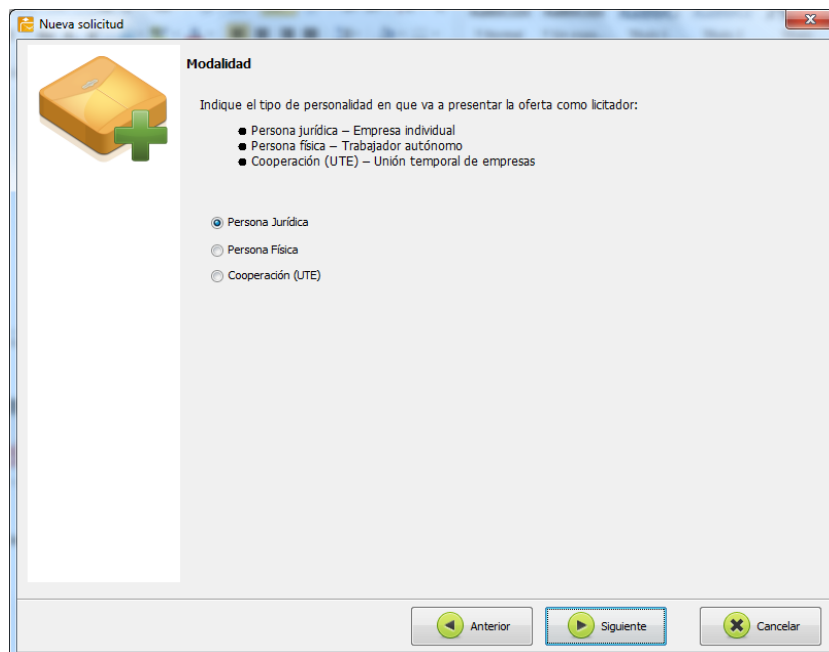 Nueva solicitud
Modalidad
Indique el tipo de personalidad en que va a presentar la oferta como licitador:
● Persona jurídica – Empresa individual
● Persona física – Trabajador autónomo
● Cooperación (UTE) – Unión temporal de empresas
Persona Jurídica
Persona Física
Cooperación (UTE)
Anterior
Siguiente
Cancelar